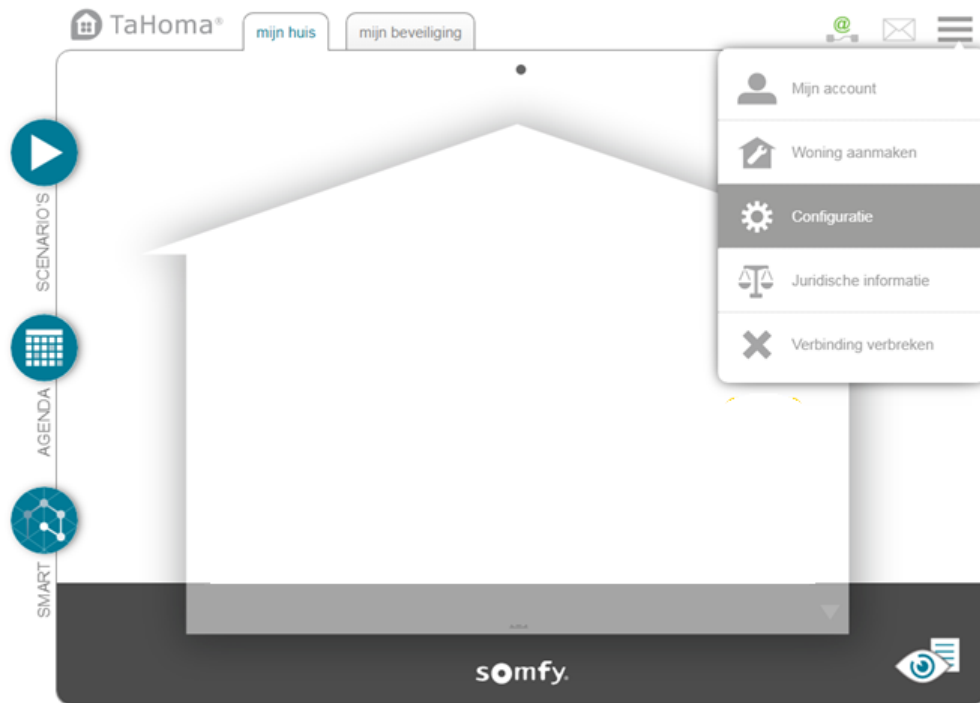 TaHoma®
mijn huis
mijn beveiliging
@
Mijn account
Woning aanmaken
Configuratie
Juridische informatie
Verbinding verbreken
SCENARIO'S
AGENDA
SMART
somfy.